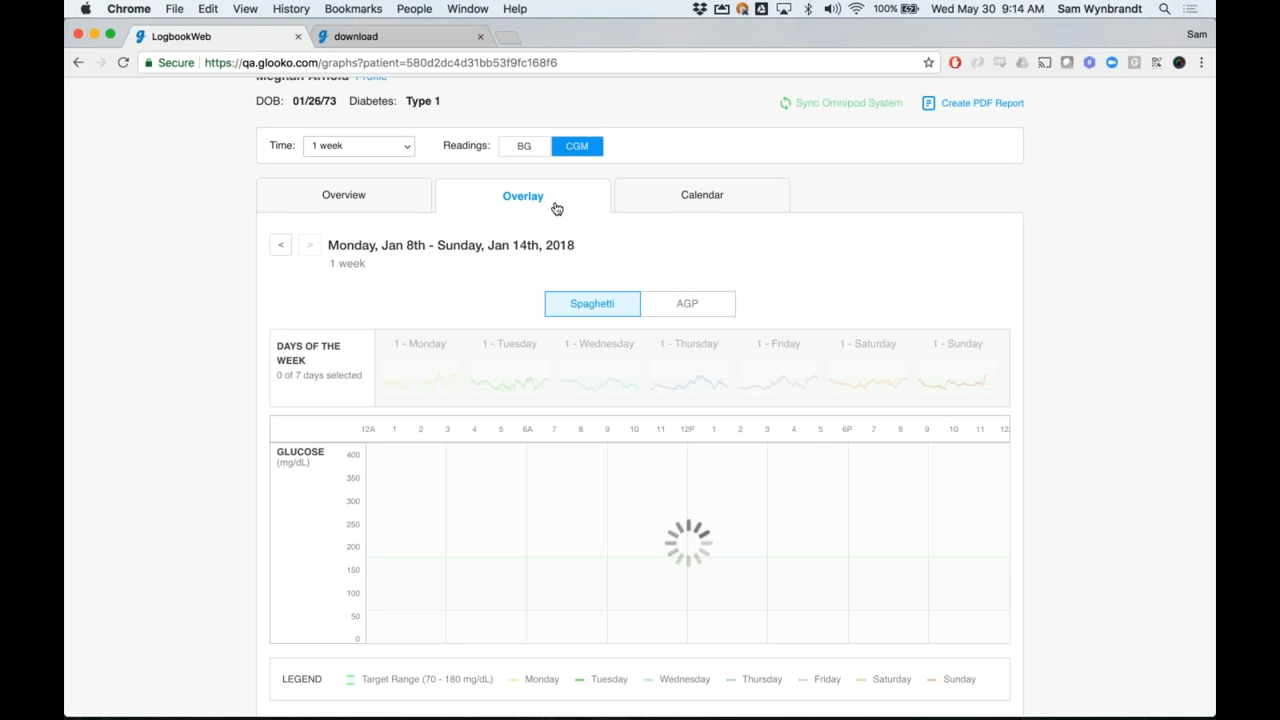 Chrome File Edit View History Bookmarks People Window Help 100% Wed May 30 9:14 AM Sam Wynbrandt
LogbookWeb download Sam
Secure https://qa.glooko.com/graphs?patient=580d2dc4d31bb53f9fc168f6
Meghan Arnold Profile
DOB: 01/26/73 Diabetes: Type 1 Sync Omnipod System Create PDF Report
Time: 1 week Readings: BG CGM
Overview Overlay Calendar
< > Monday, Jan 8th - Sunday, Jan 14th, 2018
1 week
Spaghetti AGP
DAYS OF THE
WEEK
0 of 7 days selected
1 - Monday 1 - Tuesday 1 - Wednesday 1 - Thursday 1 - Friday 1 - Saturday 1 - Sunday
12A 1 2 3 4 5 6A 7 8 9 10 11 12P 1 2 3 4 5 6P 7 8 9 10 11 12
GLUCOSE
(mg/dL)
400
350
300
250
200
150
100
50
0
LEGEND Target Range (70 - 180 mg/dL) Monday Tuesday Wednesday Thursday Friday Saturday Sunday